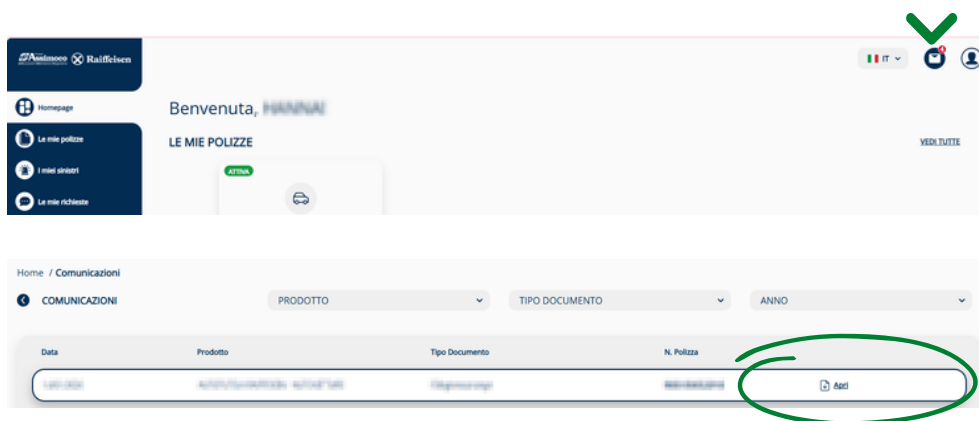 Assimoco Raiffeisen
IT
4
Homepage
Benvenuta,
Le mie polizze
LE MIE POLIZZE
VEDI TUTTE
I miei sinistri
ATTIVA
Le mie richieste
Home / Comunicazioni
COMUNICAZIONI
PRODOTTO
TIPO DOCUMENTO
ANNO
Data Prodotto Tipo Documento N. Polizza
Apri